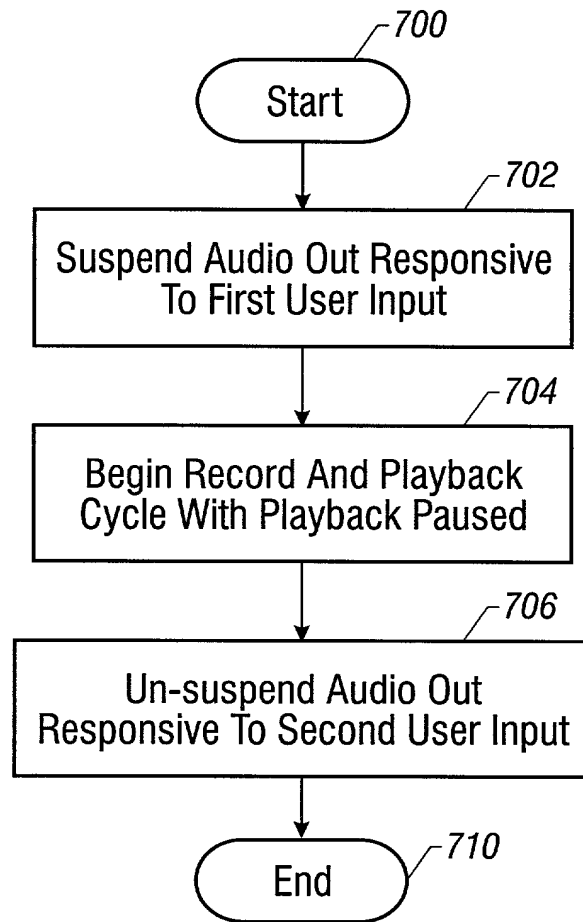 700
Start
702
Suspend Audio Out Responsive
To First User Input
704
Begin Record And Playback
Cycle With Playback Paused
706
Un-suspend Audio Out
Responsive To Second User Input
710
End